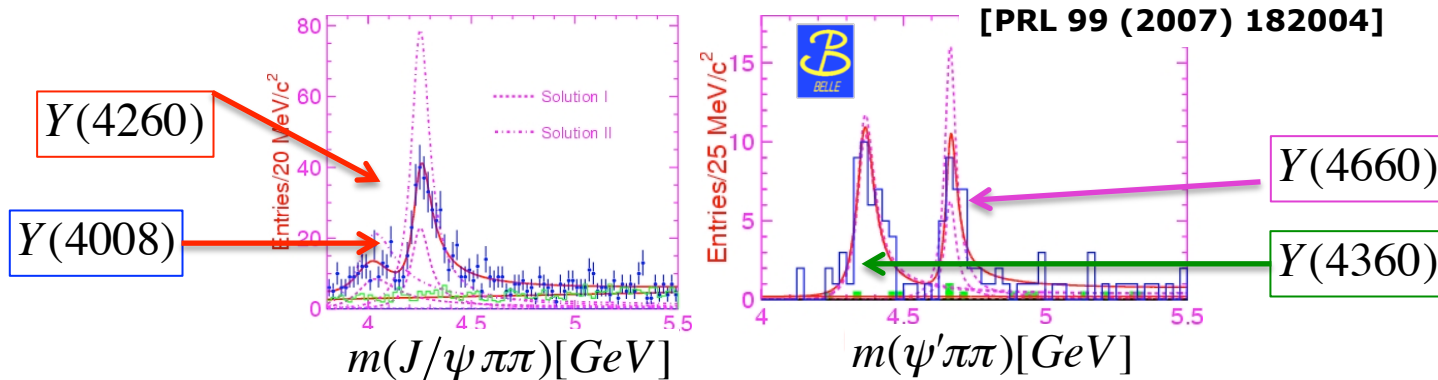 [PRL 99 (2007) 182004]
Y(4260)
Y(4008)
Entries/20 MeV/c²
80
60
40
20
0
Solution I
Solution II
4
4.5
5
5.5
m(J/ψ ππ)[GeV]
Entries/25 MeV/c²
15
10
5
0
B
BELLE
4
4.5
5
5.5
m(ψ'ππ)[GeV]
Y(4660)
Y(4360)